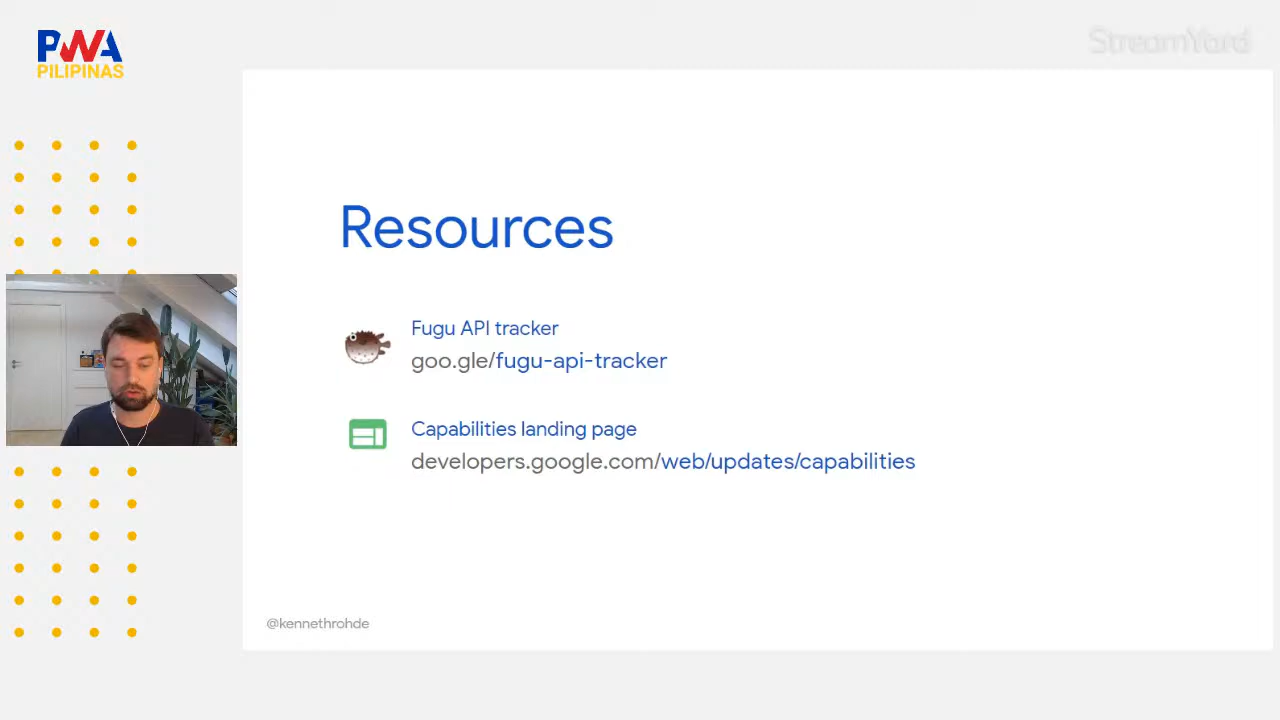 PWA
PILIPINAS
StreamYard
Resources
Fugu API tracker
goo.gle/fugu-api-tracker
Capabilities landing page
developers.google.com/web/updates/capabilities
@kennethrohde